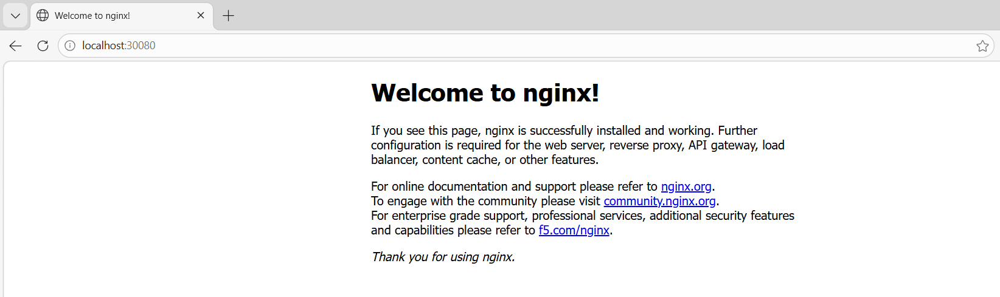 Welcome to nginx!
localhost:30080
Welcome to nginx!
If you see this page, nginx is successfully installed and working. Further
configuration is required for the web server, reverse proxy, API gateway, load
balancer, content cache, or other features.
For online documentation and support please refer to nginx.org.
To engage with the community please visit community.nginx.org.
For enterprise grade support, professional services, additional security features
and capabilities please refer to f5.com/nginx.
Thank you for using nginx.